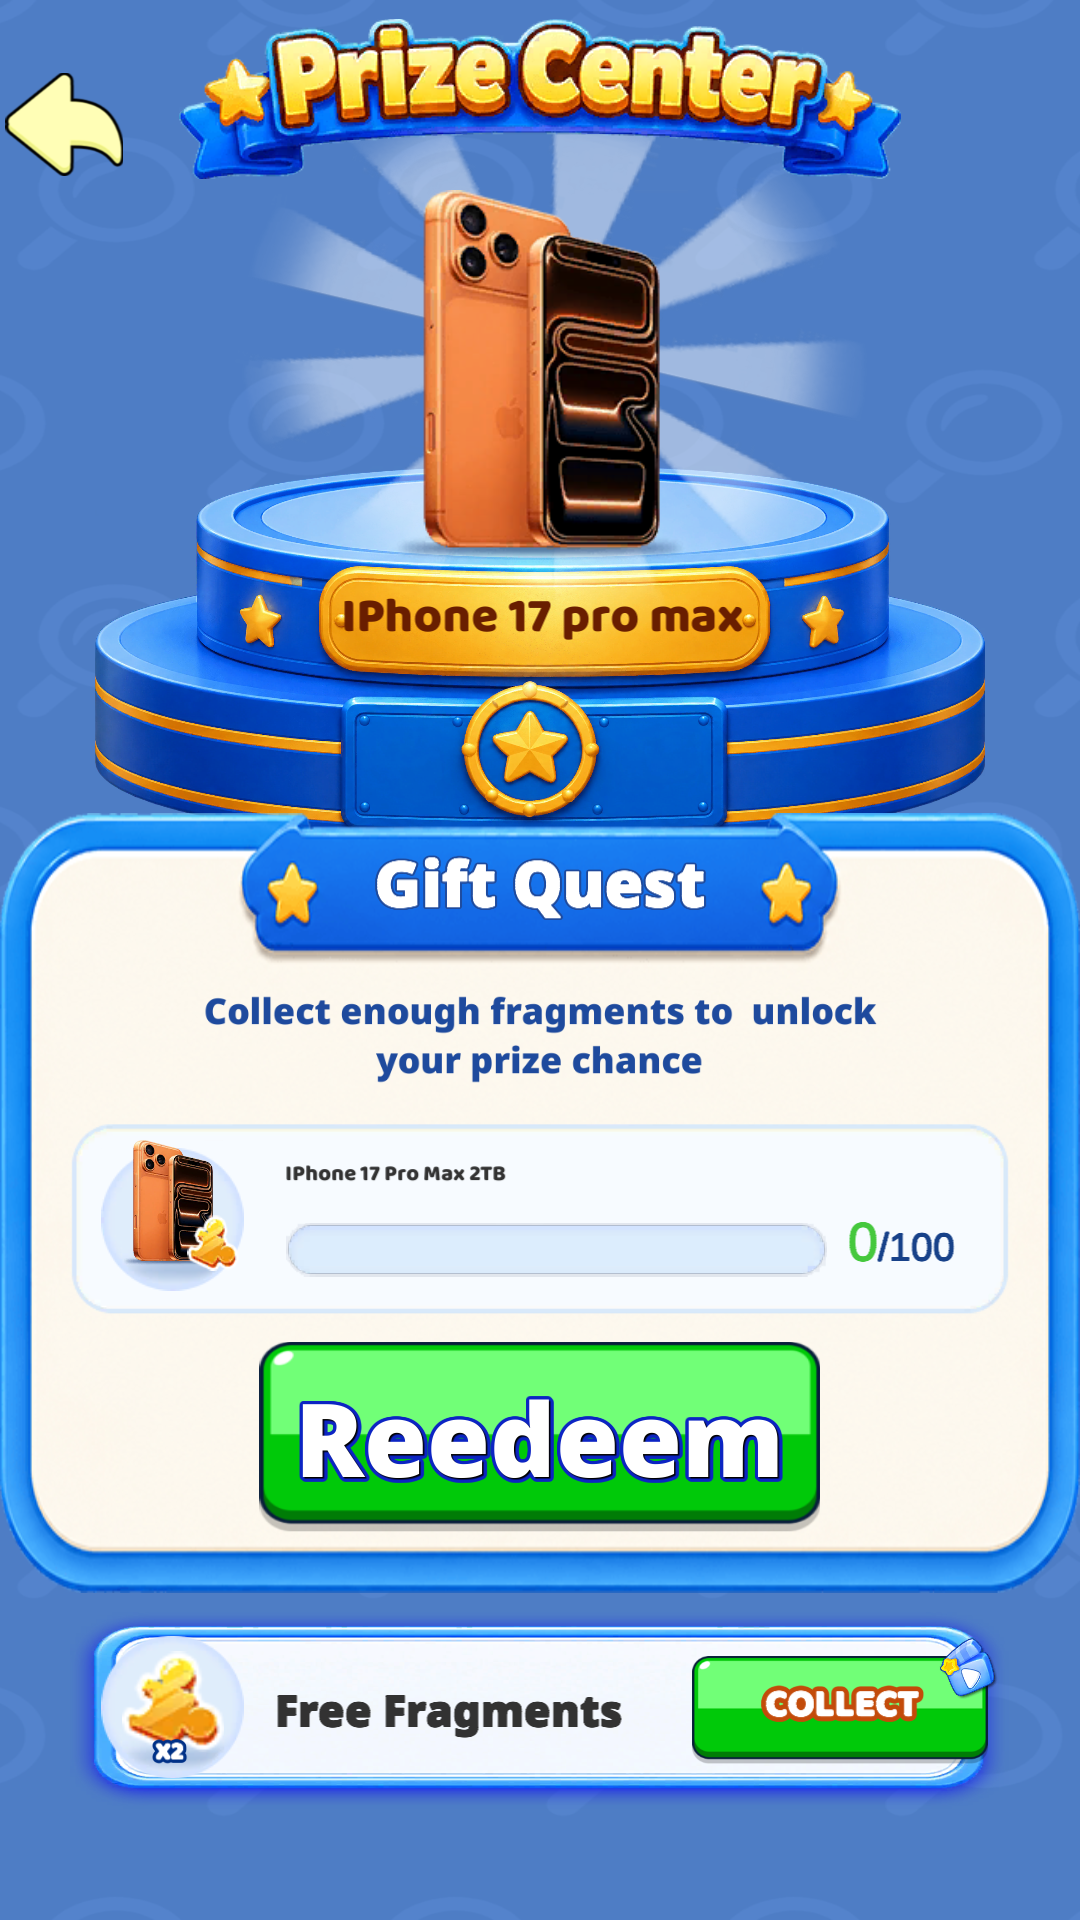 Prize Center
IPhone 17 pro max
Gift Quest
Collect enough fragments to unlock
your prize chance
IPhone 17 Pro Max 2TB
0/100
Reedeem
Free Fragments
X2
COLLECT